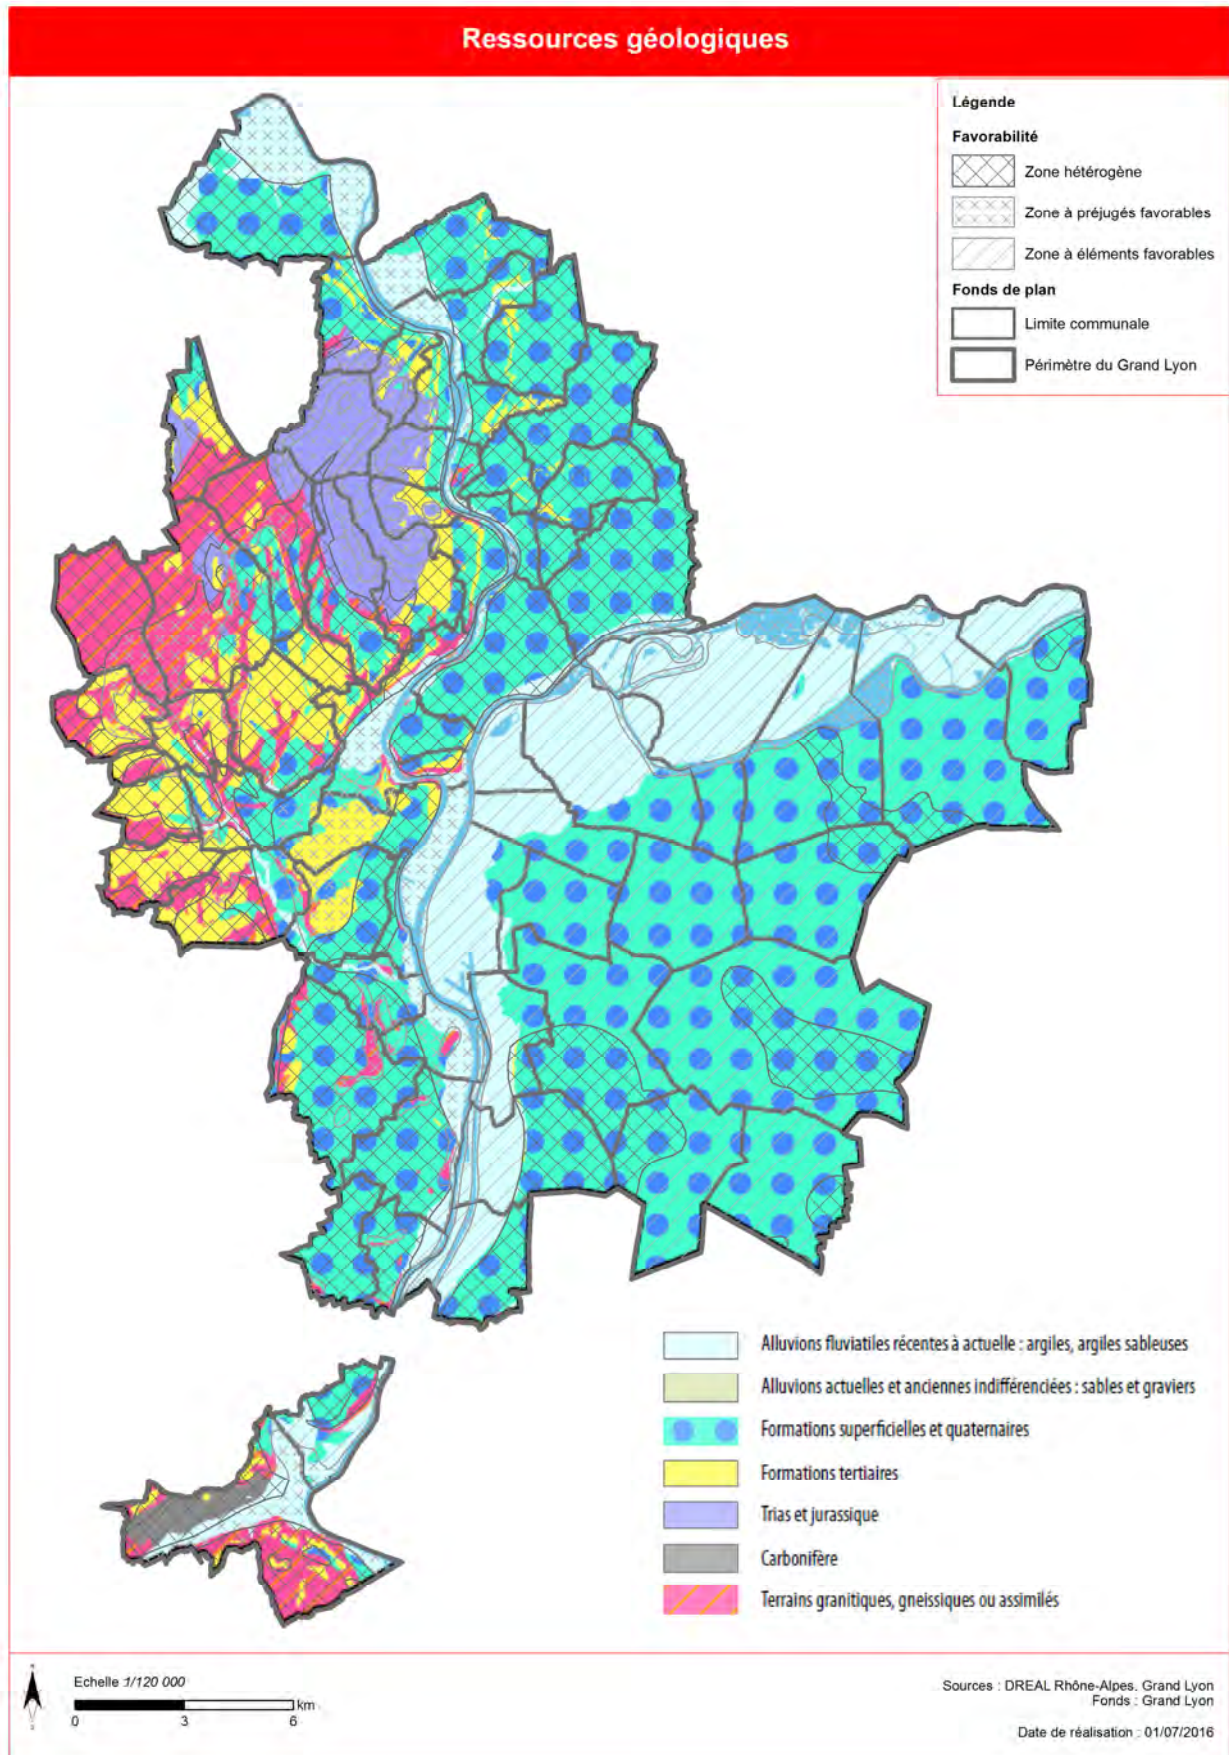 Ressources géologiques
Légende
Favorabilité
Zone hétérogène
Zone à préjugés favorables
Zone à éléments favorables
Fonds de plan
Limite communale
Périmètre du Grand Lyon
Alluvions fluviatiles récentes à actuelle : argiles, argiles sableuses
Alluvions actuelles et anciennes indifférenciées : sables et graviers
Formations superficielles et quaternaires
Formations tertiaires
Trias et jurassique
Carbonifère
Terrains granitiques, gneissiques ou assimilés
Echelle 1/120 000
km
0 3 6
Sources : DREAL Rhône-Alpes, Grand Lyon
Fonds : Grand Lyon
Date de réalisation : 01/07/2016